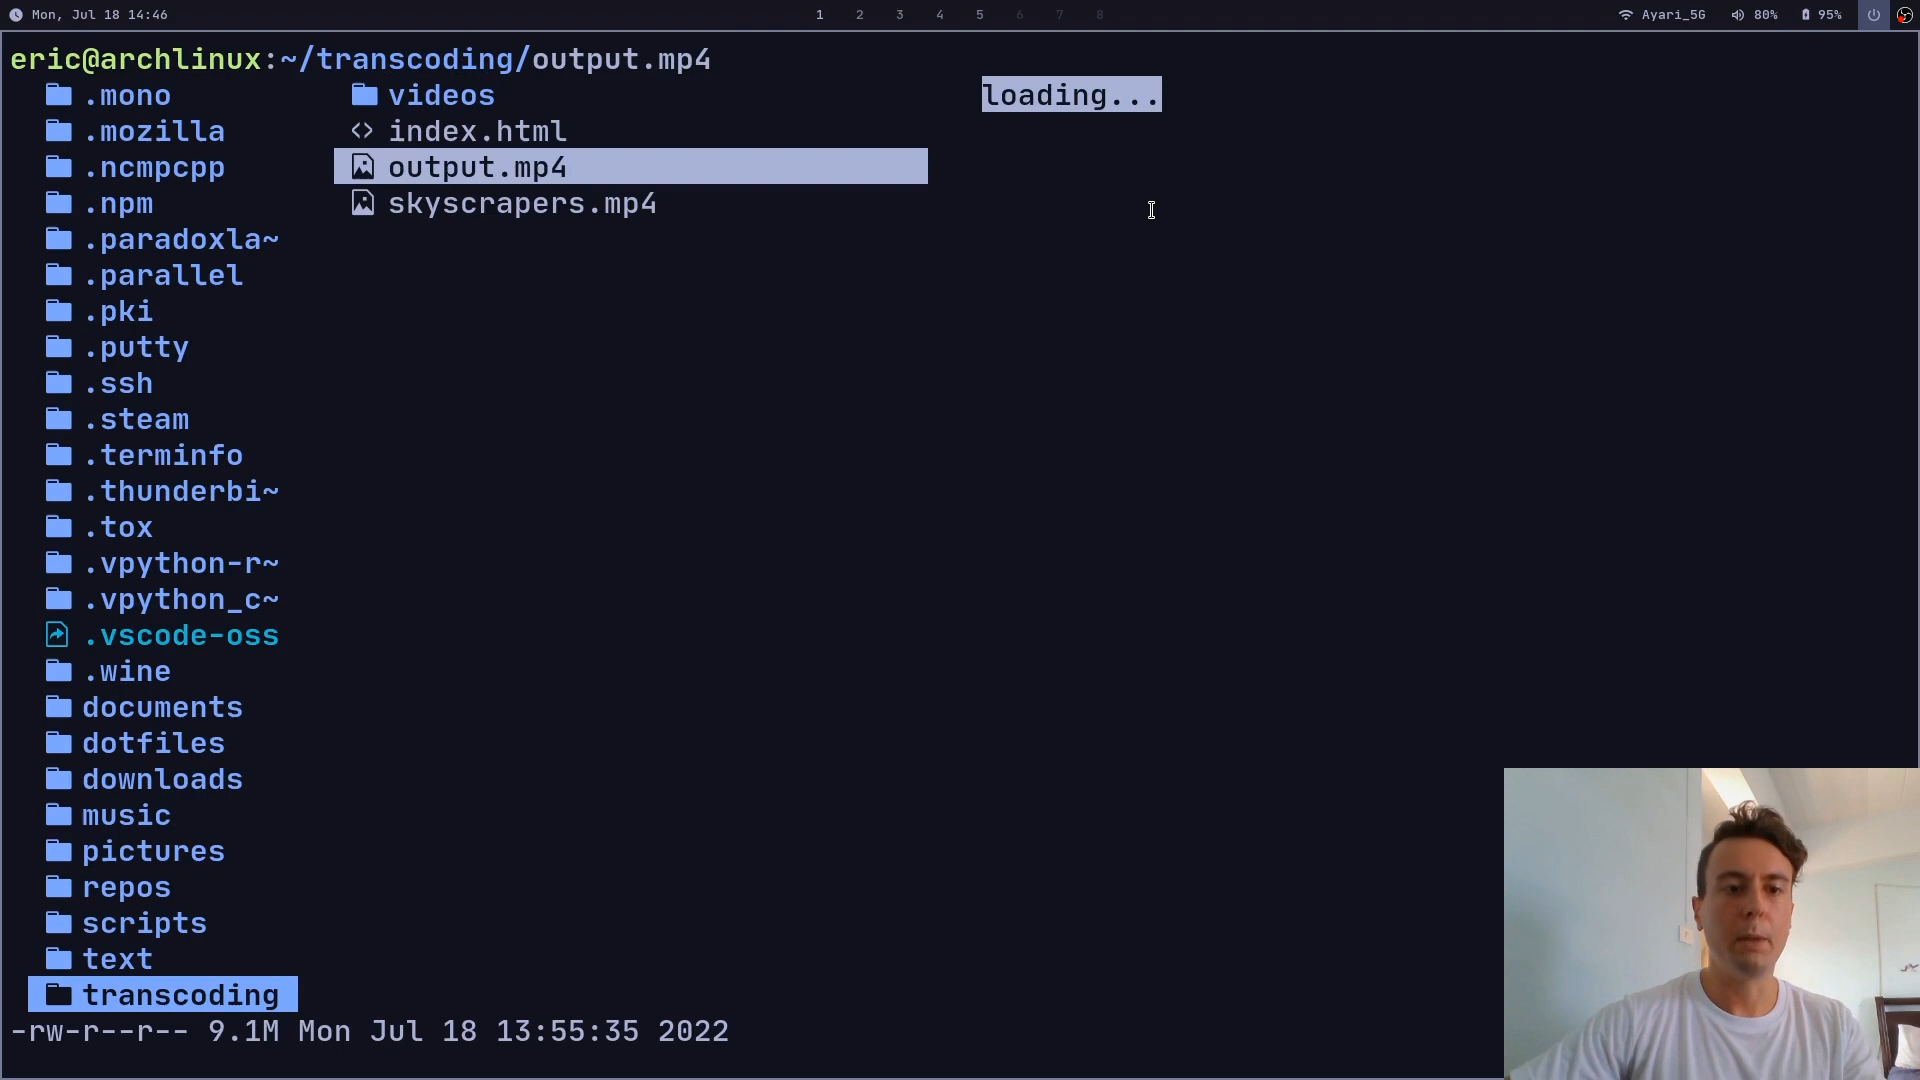 Mon, Jul 18 14:46
1 2 3 4 5 6 7 8
Ayari_5G 80% 95%
eric@archlinux:~/transcoding/output.mp4
.mono
.mozilla
.ncmpcpp
.npm
.paradoxla~
.parallel
.pki
.putty
.ssh
.steam
.terminfo
.thunderbi~
.tox
.vpython-r~
.vpython_c~
.vscode-oss
.wine
documents
dotfiles
downloads
music
pictures
repos
scripts
text
transcoding
videos
index.html
output.mp4
skyscrapers.mp4
loading...
-rw-r--r-- 9.1M Mon Jul 18 13:55:35 2022